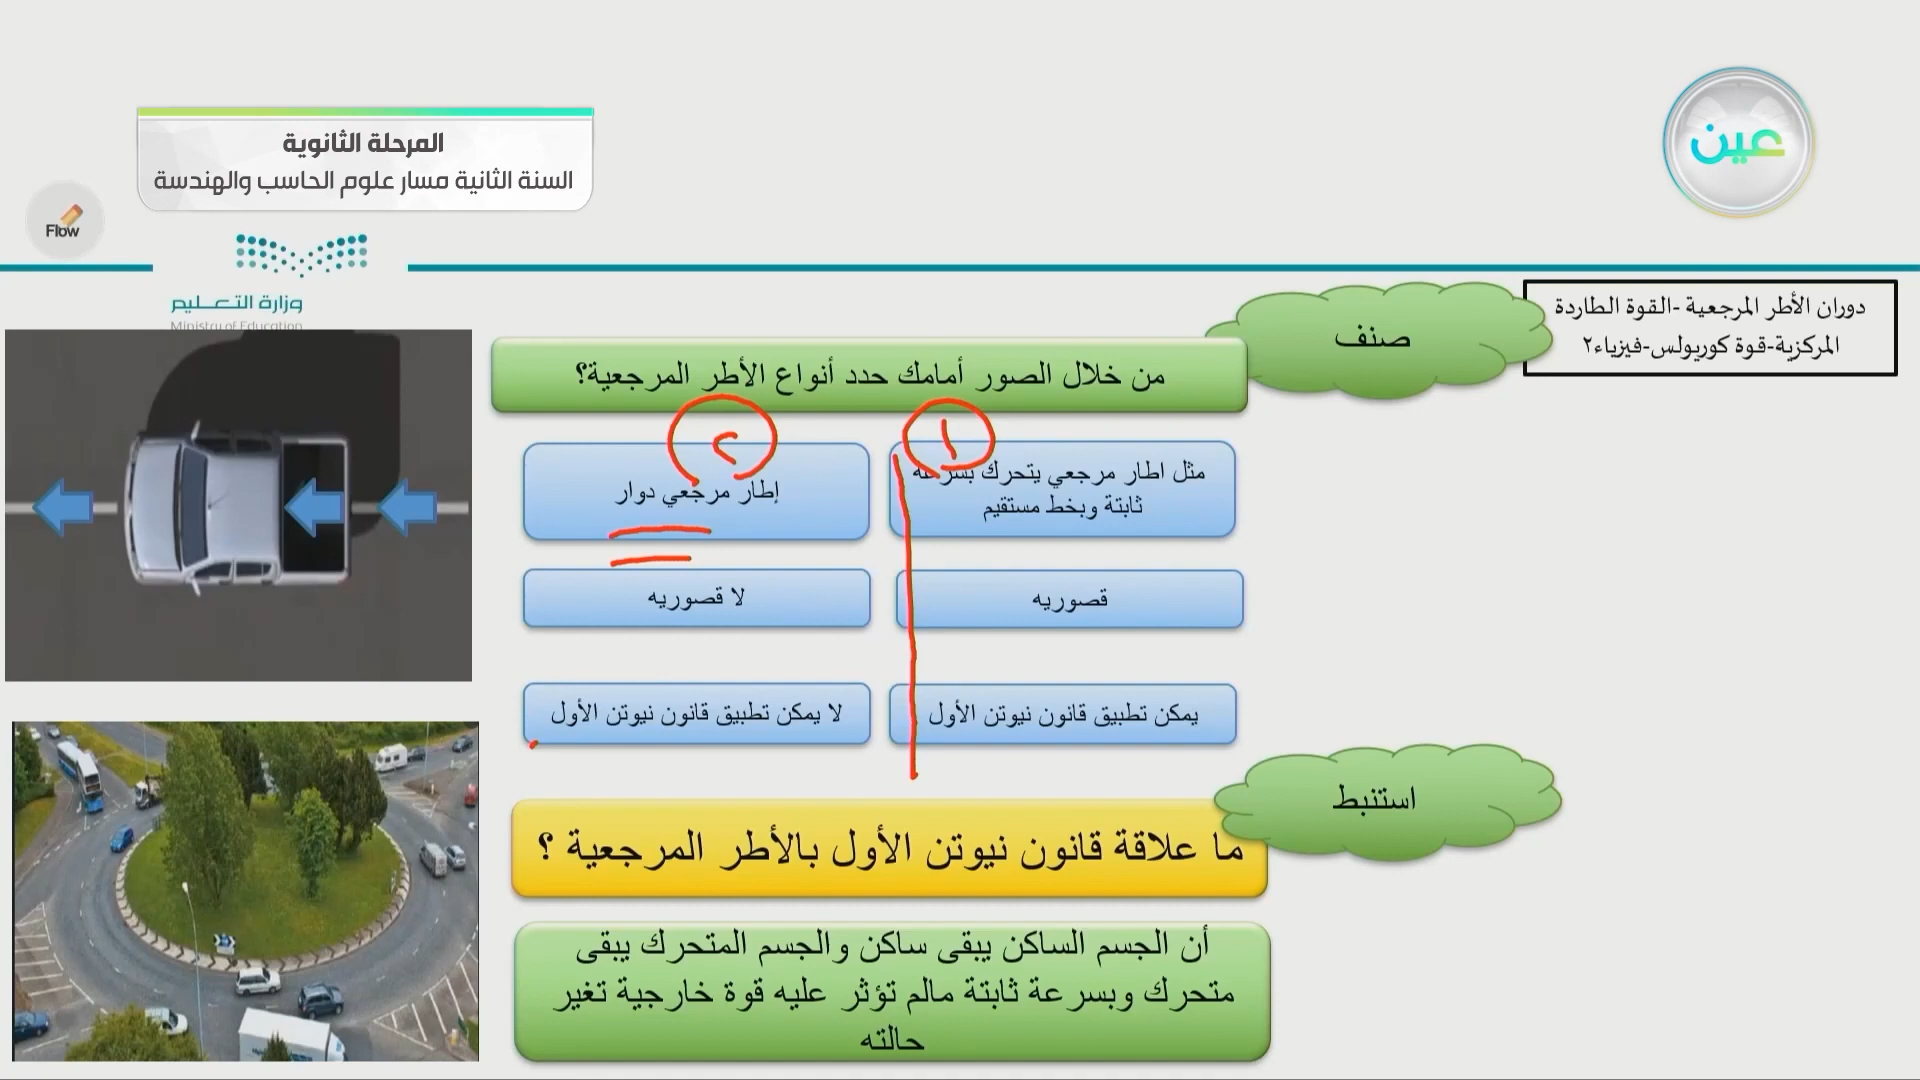 المرحلة الثانوية
السنة الثانية مسار علوم الحاسب والهندسة
عين
Flow
وزارة التعليم
Ministry of Education
دوران الأطر المرجعية -القوة الطاردة
المركزية-قوة كوريولس-فيزياء٢
صنف
من خلال الصور أمامك حدد أنواع الأطر المرجعية؟
١
٢
مثل اطار مرجعي يتحرك بسرعة
ثابتة وبخط مستقيم
إطار مرجعي دوار
قصوريه
لا قصوريه
يمكن تطبيق قانون نيوتن الأول
لا يمكن تطبيق قانون نيوتن الأول
استنبط
ما علاقة قانون نيوتن الأول بالأطر المرجعية ؟
أن الجسم الساكن يبقى ساكن والجسم المتحرك يبقى
متحرك وبسرعة ثابتة مالم تؤثر عليه قوة خارجية تغير
حالته